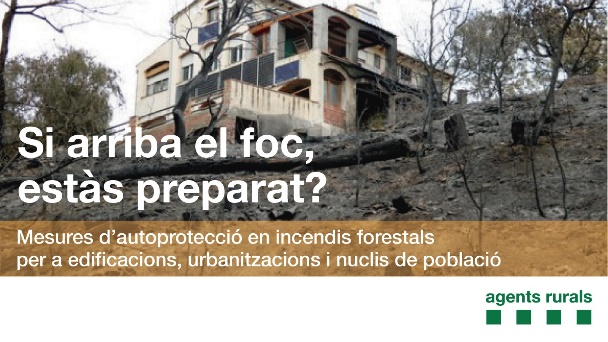 Si arriba el foc,
estàs preparat?
Mesures d'autoprotecció en incendis forestals
per a edificacions, urbanitzacions i nuclis de població
agents rurals